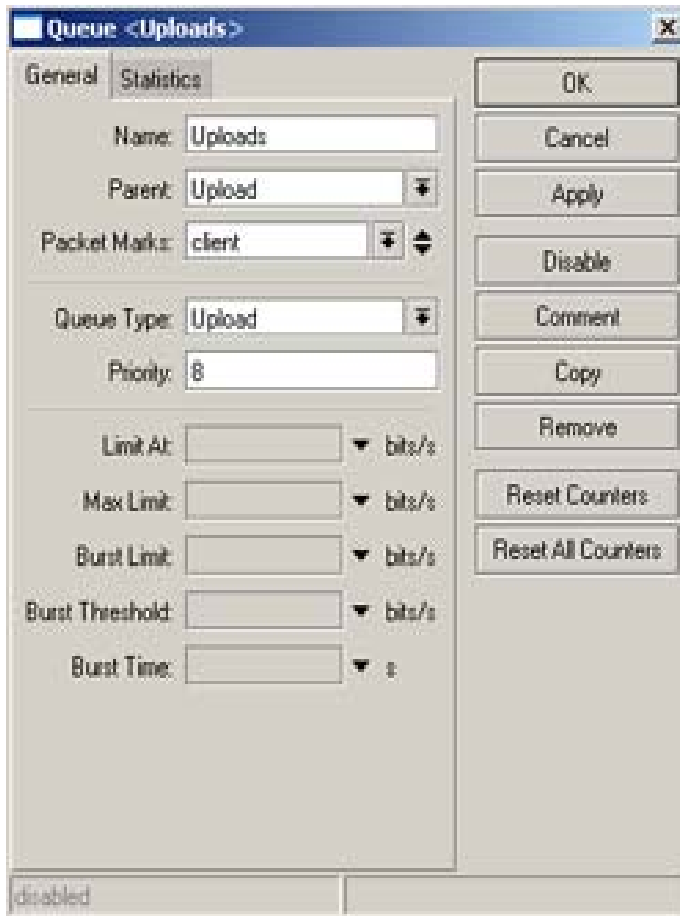 Queue <Uploads>
General
Statistics
Name: Uploads
Parent: Upload
Packet Marks: client
Queue Type: Upload
Priority: 8
Limit At: bits/s
Max Limit: bits/s
Burst Limit: bits/s
Burst Threshold: bits/s
Burst Time: s
OK
Cancel
Apply
Disable
Comment
Copy
Remove
Reset Counters
Reset All Counters
disabled